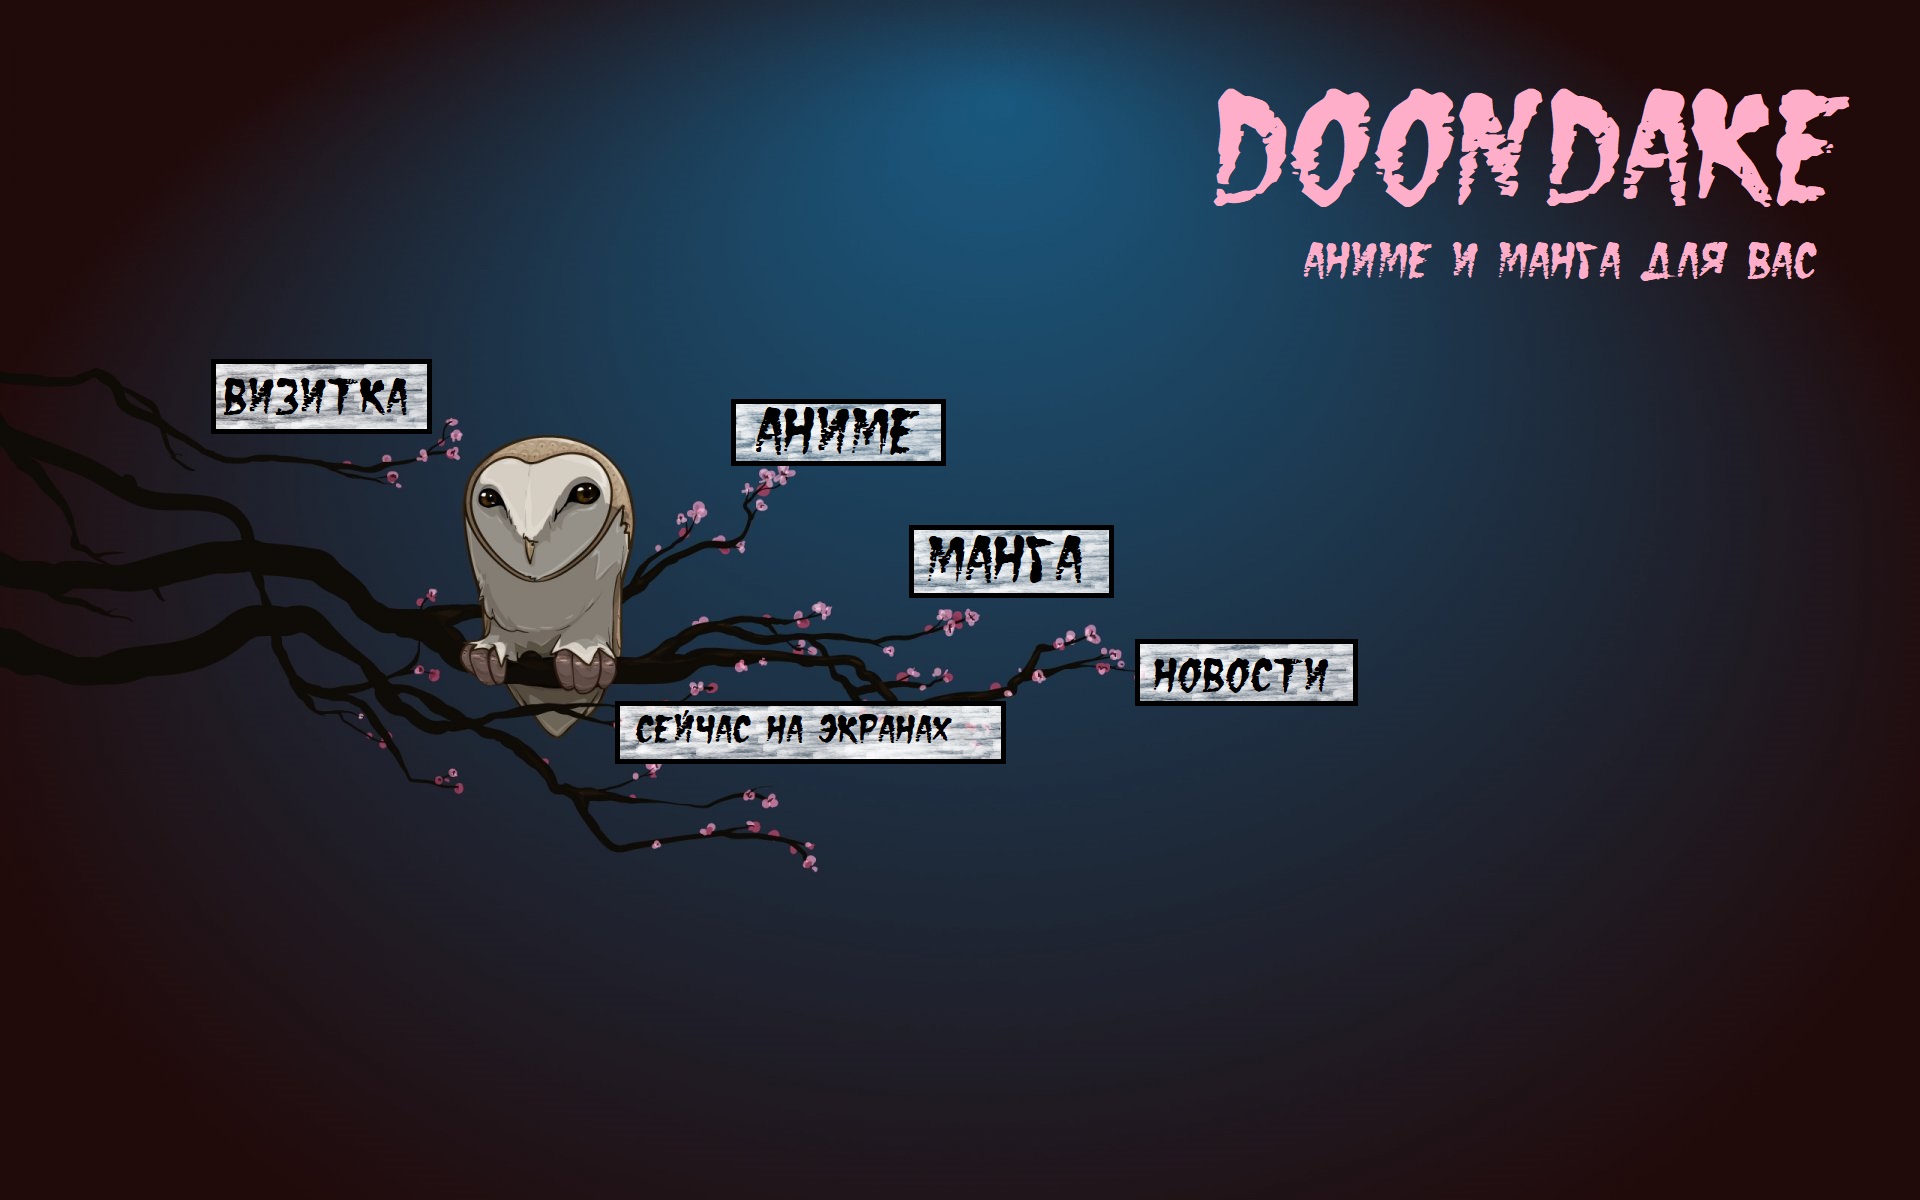 DOONDAKE
АНИМЕ И МАНГА ДЛЯ ВАС
ВИЗИТКА
АНИМЕ
МАНГА
НОВОСТИ
СЕЙЧАС НА ЭКРАНАХ